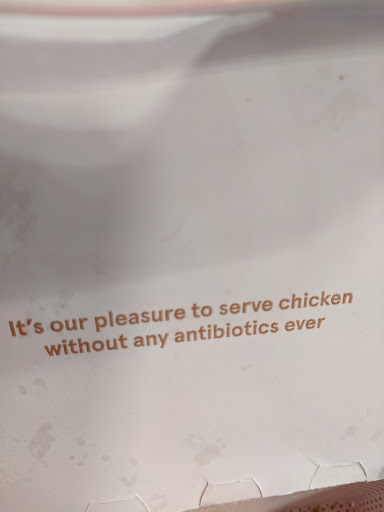 It's our pleasure to serve chicken
without any antibiotics ever